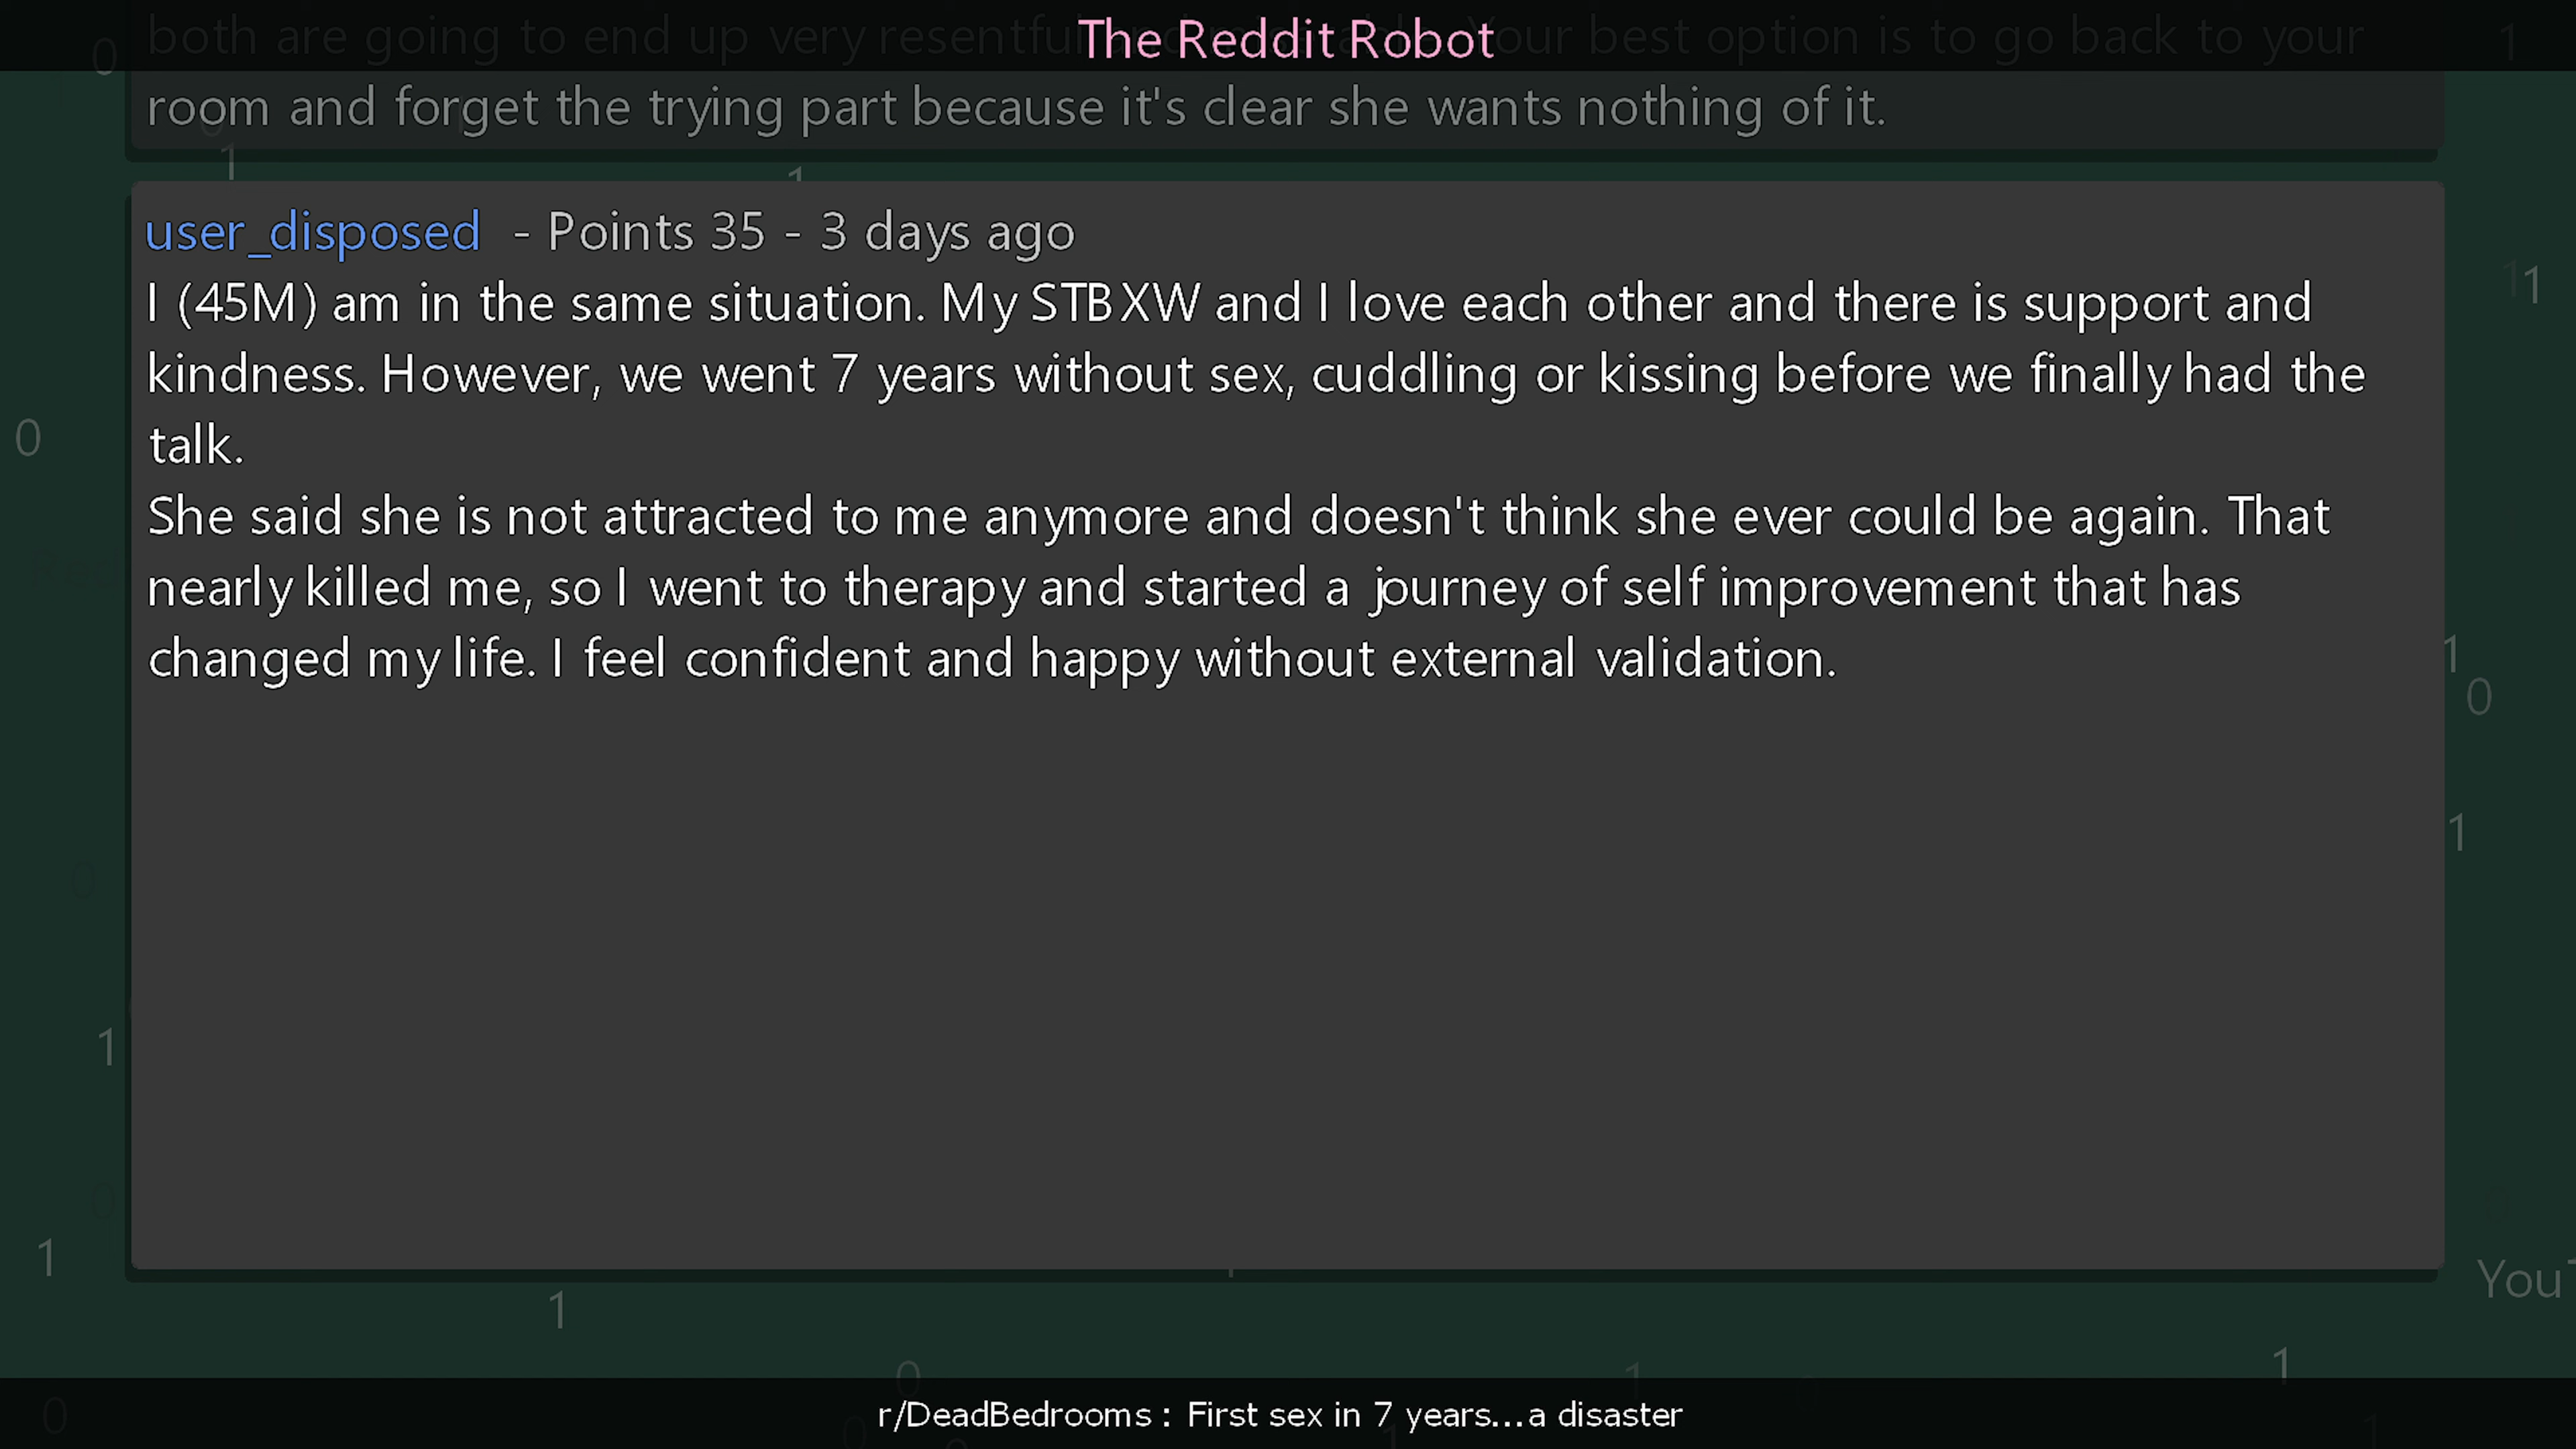 The Reddit Robot
both are going to end up very resentful Your best option is to go back to your
room and forget the trying part because it's clear she wants nothing of it.
user_disposed - Points 35 - 3 days ago
I (45M) am in the same situation. My STBXW and I love each other and there is support and
kindness. However, we went 7 years without sex, cuddling or kissing before we finally had the
talk.
She said she is not attracted to me anymore and doesn't think she ever could be again. That
nearly killed me, so I went to therapy and started a journey of self improvement that has
changed my life. I feel confident and happy without external validation.
You
r/DeadBedrooms : First sex in 7 years...a disaster